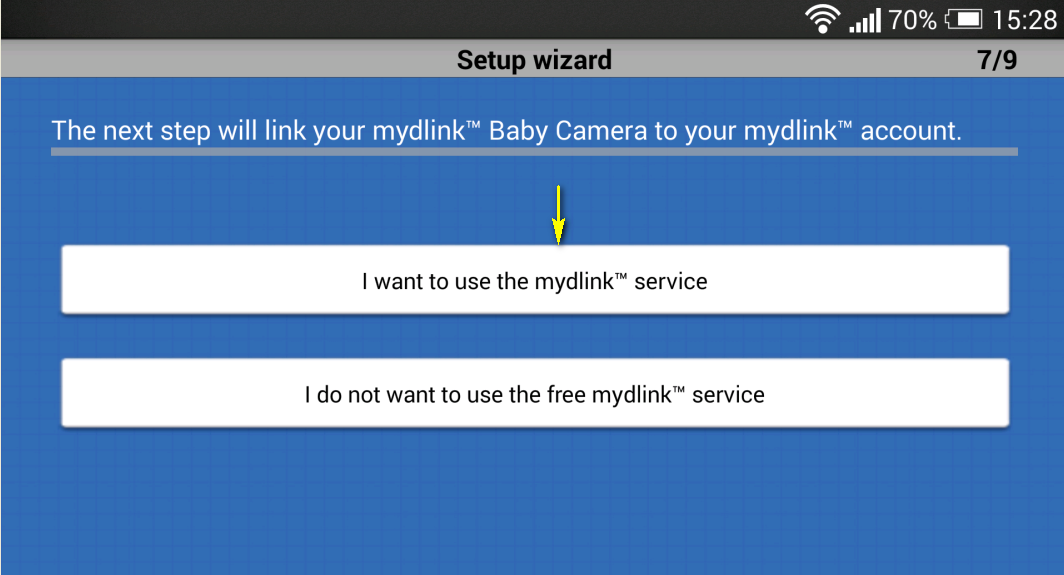 70% 15:28
Setup wizard 7/9
The next step will link your mydlink™ Baby Camera to your mydlink™ account.
I want to use the mydlink™ service
I do not want to use the free mydlink™ service